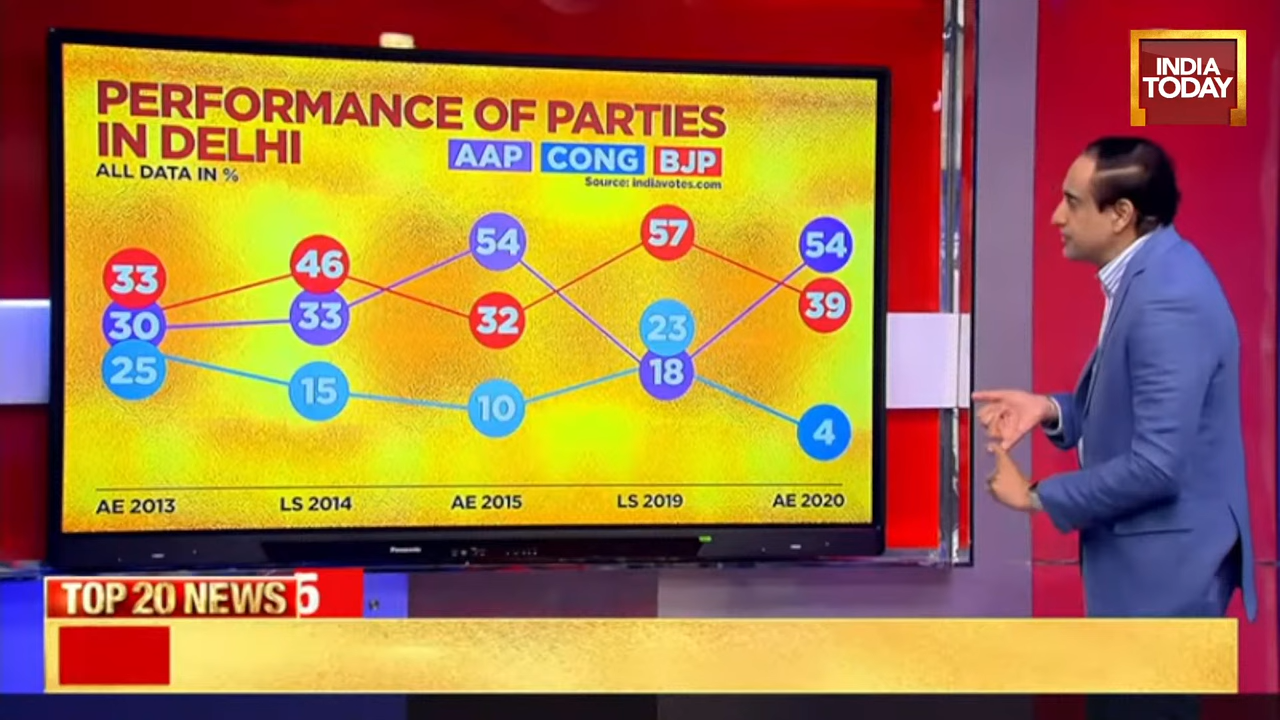 INDIA
TODAY
PERFORMANCE OF PARTIES
IN DELHI
ALL DATA IN %
AAP CONG BJP
Source: indiavotes.com
33 46 54 57 54
30 33 32 23 39
25 15 10 18 4
AE 2013 LS 2014 AE 2015 LS 2019 AE 2020
Panasonic
TOP 20 NEWS 5